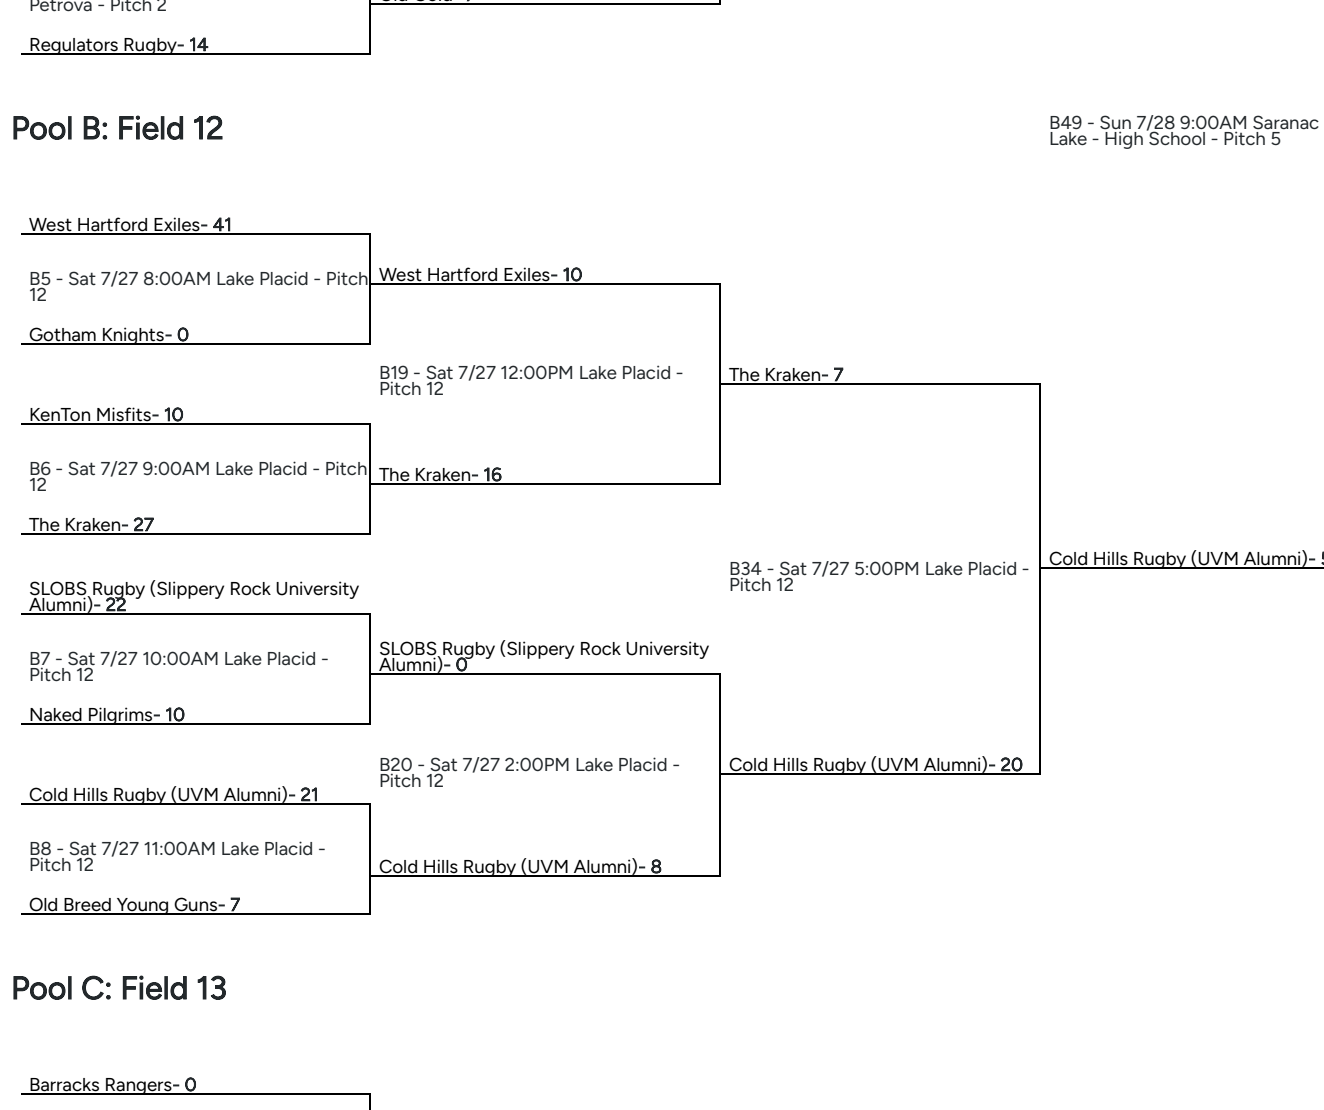 Petrova - Pitch 2
Regulators Rugby- 14
Pool B: Field 12
B49 - Sun 7/28 9:00AM Saranac
Lake - High School - Pitch 5
West Hartford Exiles- 41
B5 - Sat 7/27 8:00AM Lake Placid - Pitch
12
West Hartford Exiles- 10
Gotham Knights- 0
B19 - Sat 7/27 12:00PM Lake Placid -
Pitch 12
The Kraken- 7
KenTon Misfits- 10
B6 - Sat 7/27 9:00AM Lake Placid - Pitch
12
The Kraken- 16
The Kraken- 27
B34 - Sat 7/27 5:00PM Lake Placid -
Pitch 12
Cold Hills Rugby (UVM Alumni)-
SLOBS Rugby (Slippery Rock University
Alumni)- 22
B7 - Sat 7/27 10:00AM Lake Placid -
Pitch 12
SLOBS Rugby (Slippery Rock University
Alumni)- 0
Naked Pilgrims- 10
B20 - Sat 7/27 2:00PM Lake Placid -
Pitch 12
Cold Hills Rugby (UVM Alumni)- 20
Cold Hills Rugby (UVM Alumni)- 21
B8 - Sat 7/27 11:00AM Lake Placid -
Pitch 12
Cold Hills Rugby (UVM Alumni)- 8
Old Breed Young Guns- 7
Pool C: Field 13
Barracks Rangers- 0